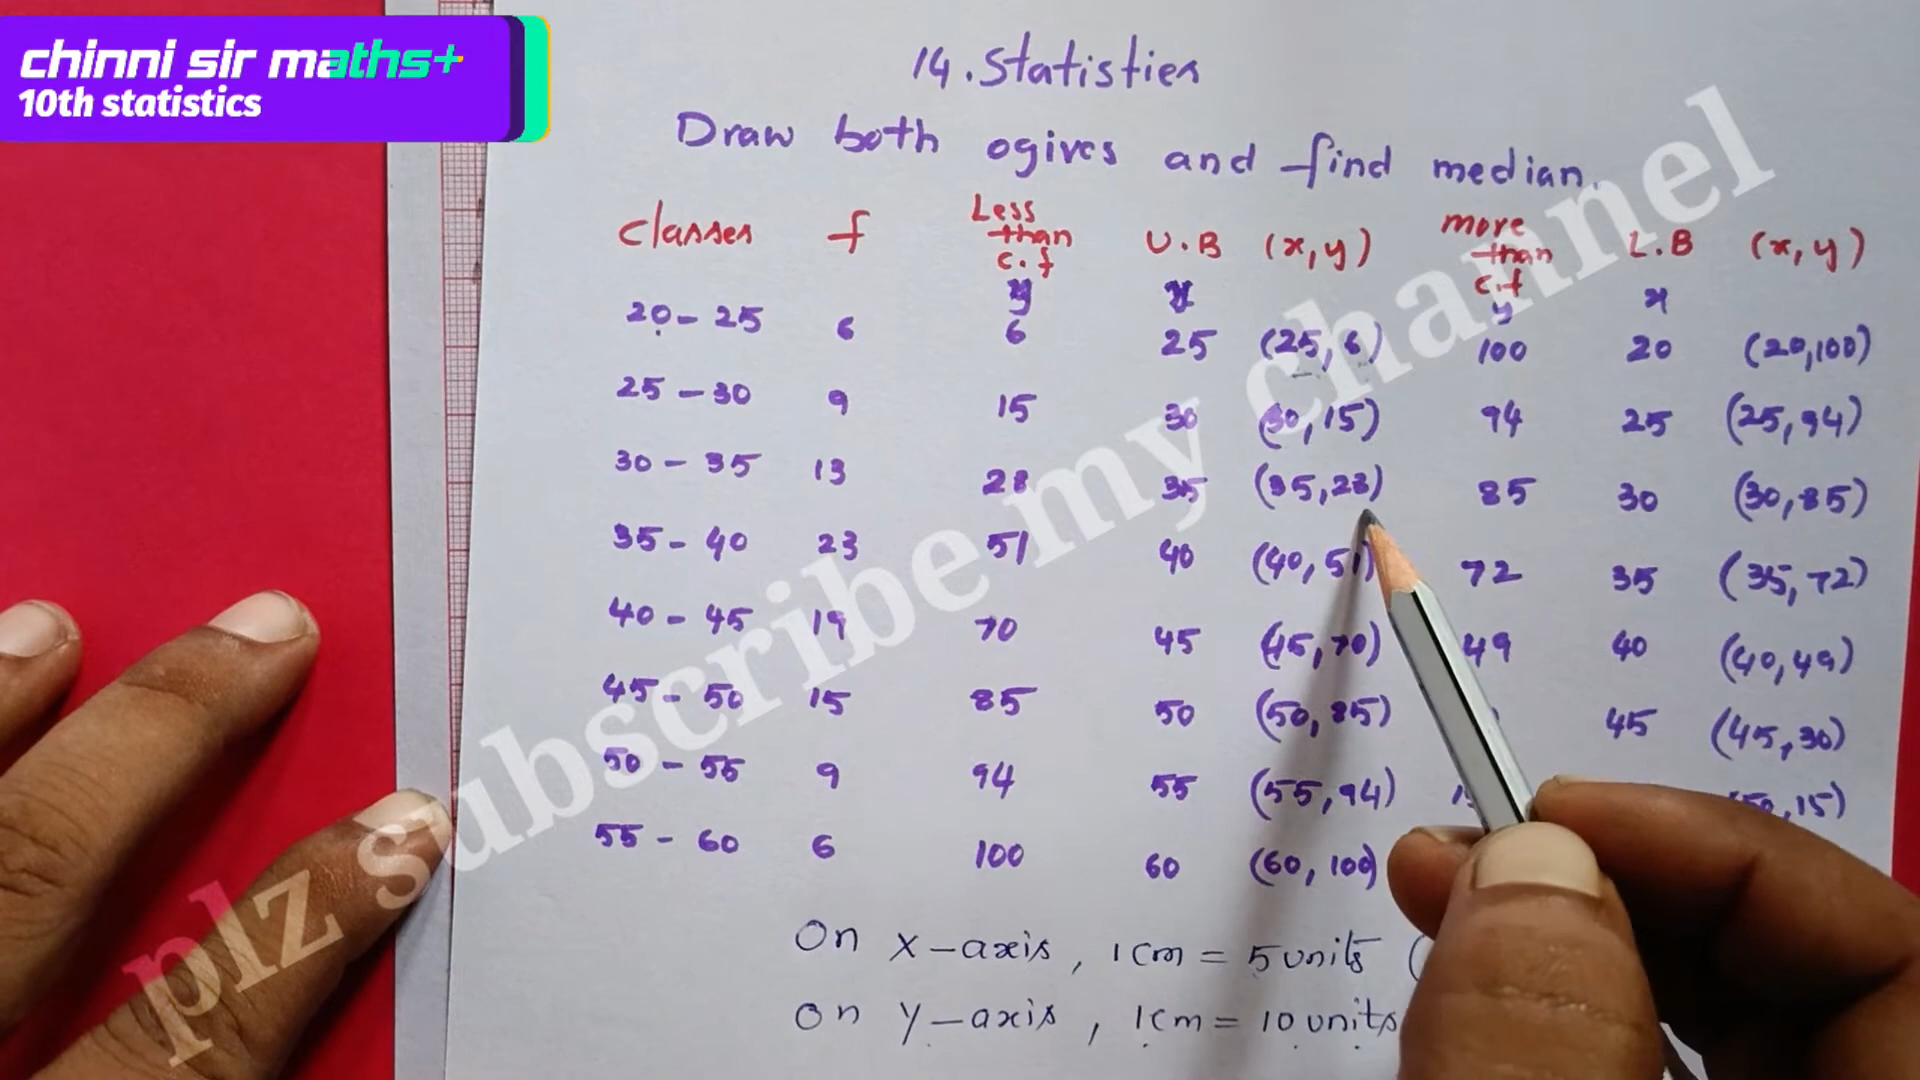 chinni sir maths+
10th statistics
14. Statistics
Draw both ogives and find median.
classes f Less than c.f U.B (x,y) more than c.f L.B (x,y)
y x y x
20 - 25 6 6 25 (25, 6) 100 20 (20,100)
25 - 30 9 15 30 (30,15) 94 25 (25,94)
30 - 35 13 28 35 (35,28) 85 30 (30,85)
35 - 40 23 51 40 (40,51) 72 35 (35,72)
40 - 45 19 70 45 (45,70) 49 40 (40,49)
45 - 50 15 85 50 (50,85) 45 (45,30)
50 - 55 9 94 55 (55,94) ,15)
55 - 60 6 100 60 (60,100)
On x-axis, 1cm = 5units (
On y-axis, 1cm = 10units
plz subscribe my channel